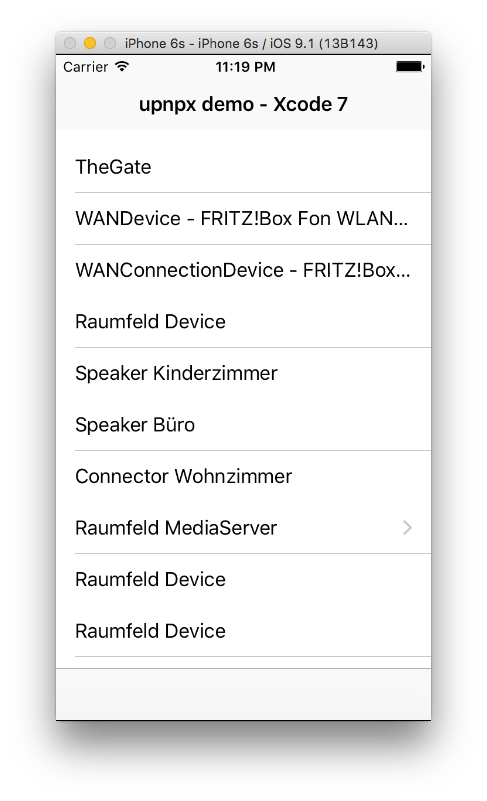 iPhone 6s - iPhone 6s / iOS 9.1 (13B143)
Carrier 11:19 PM
upnpx demo - Xcode 7
TheGate
WANDevice - FRITZ!Box Fon WLAN...
WANConnectionDevice - FRITZ!Box...
Raumfeld Device
Speaker Kinderzimmer
Speaker Büro
Connector Wohnzimmer
Raumfeld MediaServer
Raumfeld Device
Raumfeld Device